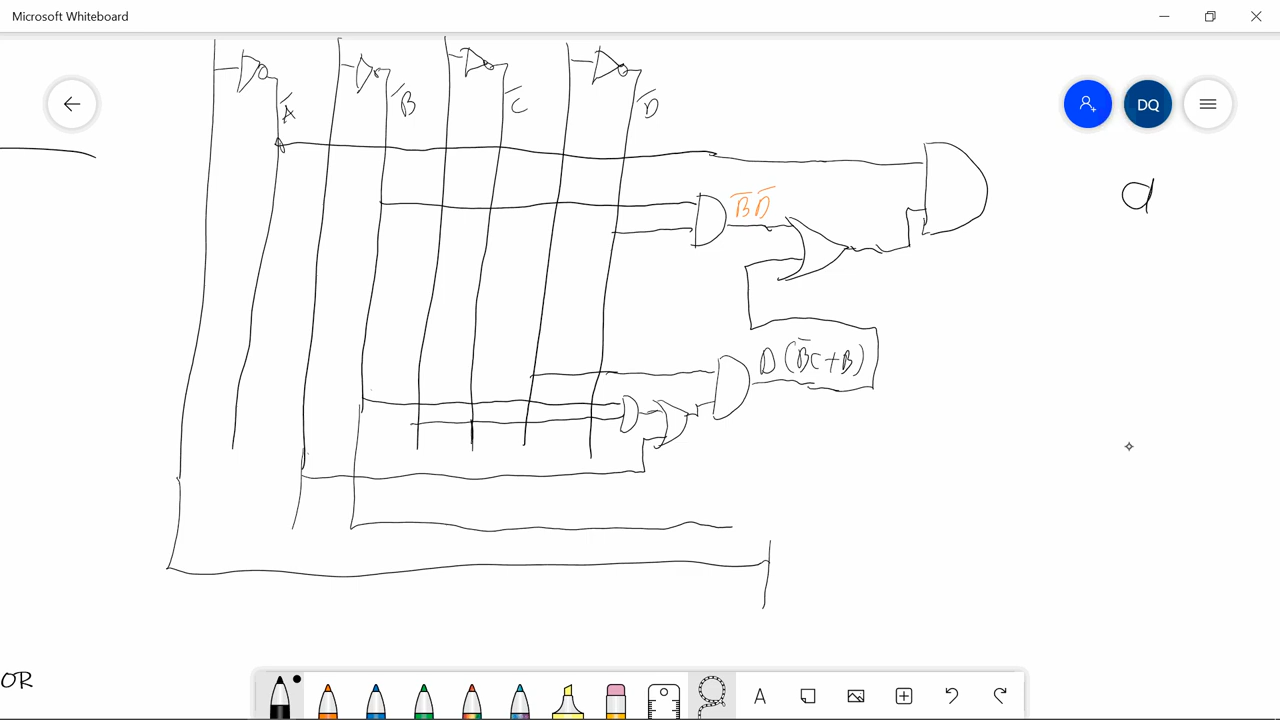 Microsoft Whiteboard
A̅ B̅ C̅ D̅
DQ
B̅ D̅
a
D (B̅C+B)
OR
A